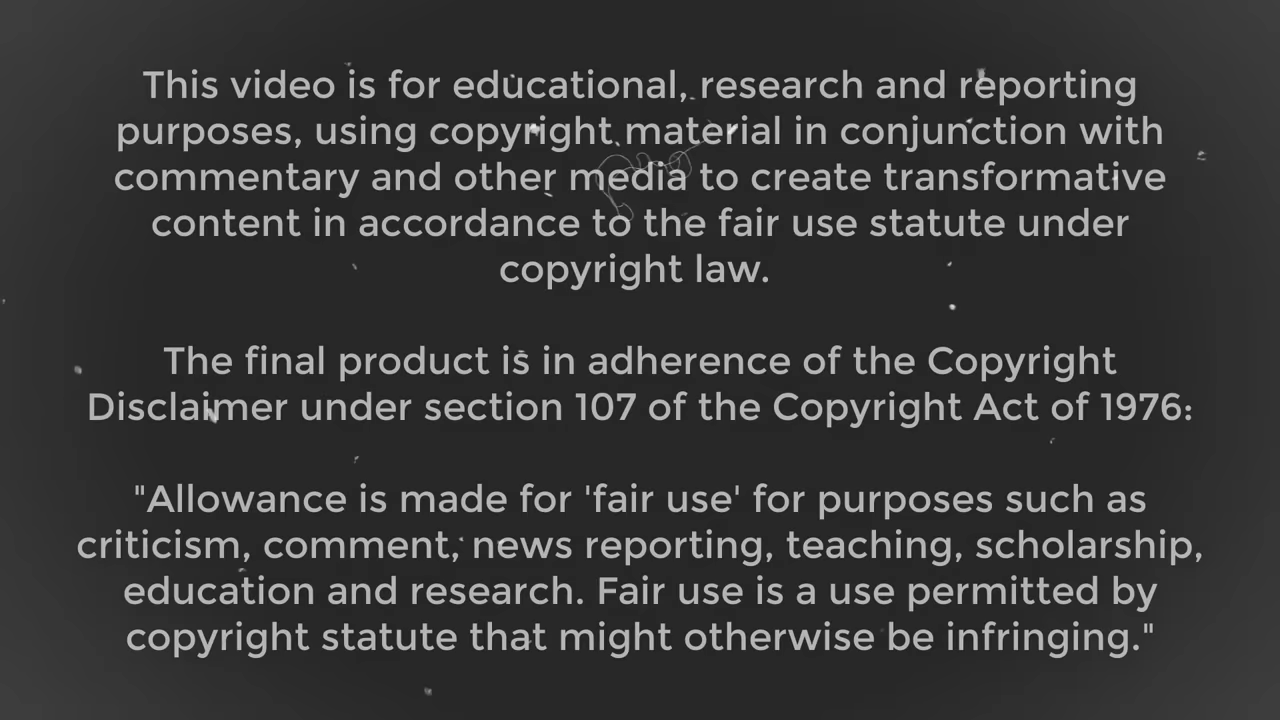 This video is for educational, research and reporting
purposes, using copyright material in conjunction with
commentary and other media to create transformative
content in accordance to the fair use statute under
copyright law.
The final product is in adherence of the Copyright
Disclaimer under section 107 of the Copyright Act of 1976:
"Allowance is made for 'fair use' for purposes such as
criticism, comment, news reporting, teaching, scholarship,
education and research. Fair use is a use permitted by
copyright statute that might otherwise be infringing."